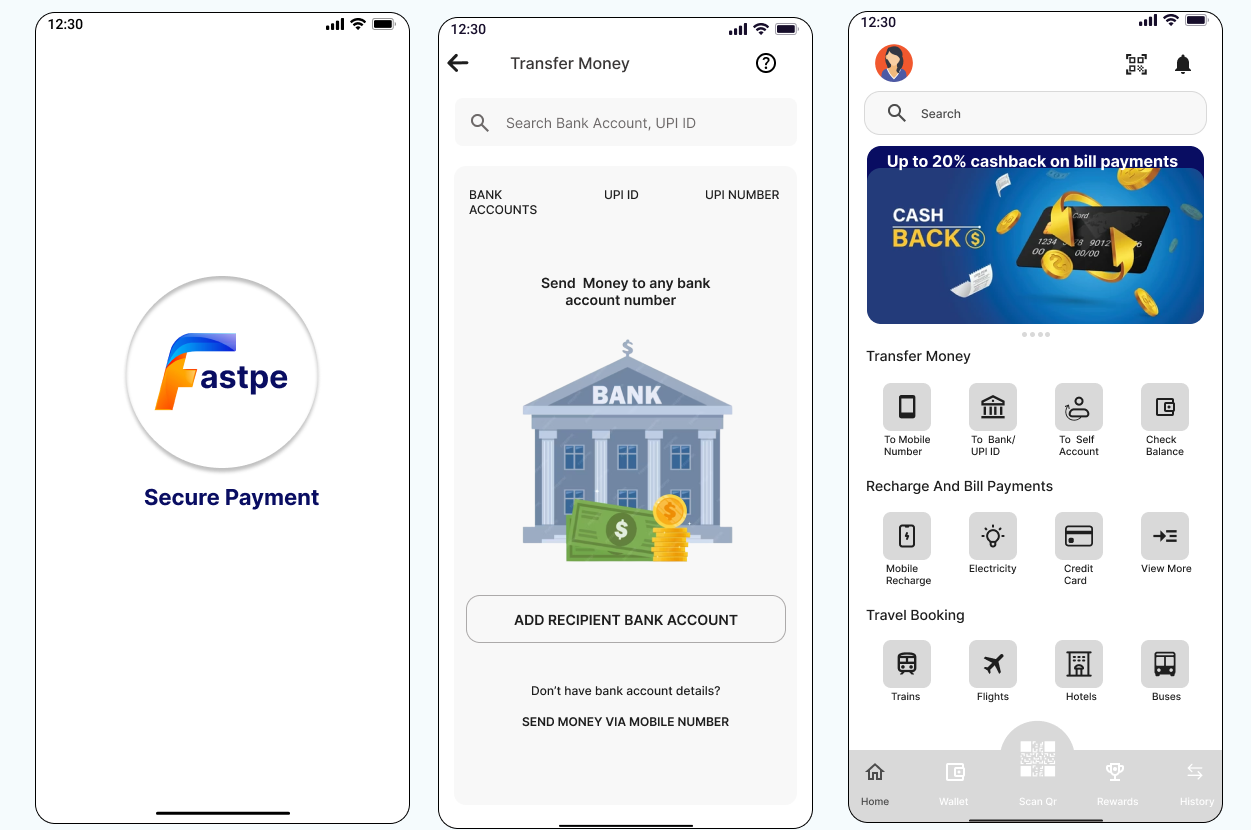 12:30
Fastpe
Secure Payment
12:30
Transfer Money
Search Bank Account, UPI ID
BANK
ACCOUNTS
UPI ID
UPI NUMBER
Send Money to any bank
account number
$
BANK
$
$
ADD RECIPIENT BANK ACCOUNT
Don't have bank account details?
SEND MONEY VIA MOBILE NUMBER
12:30
Search
Up to 20% cashback on bill payments
CASH
BACK $
Card
1234
9012
00
00/00
Transfer Money
To Mobile
Number
To Bank/
UPI ID
To Self
Account
Check
Balance
Recharge And Bill Payments
Mobile
Recharge
Electricity
Credit
Card
View More
Travel Booking
Trains
Flights
Hotels
Buses
Home
Wallet
Scan Qr
Rewards
History